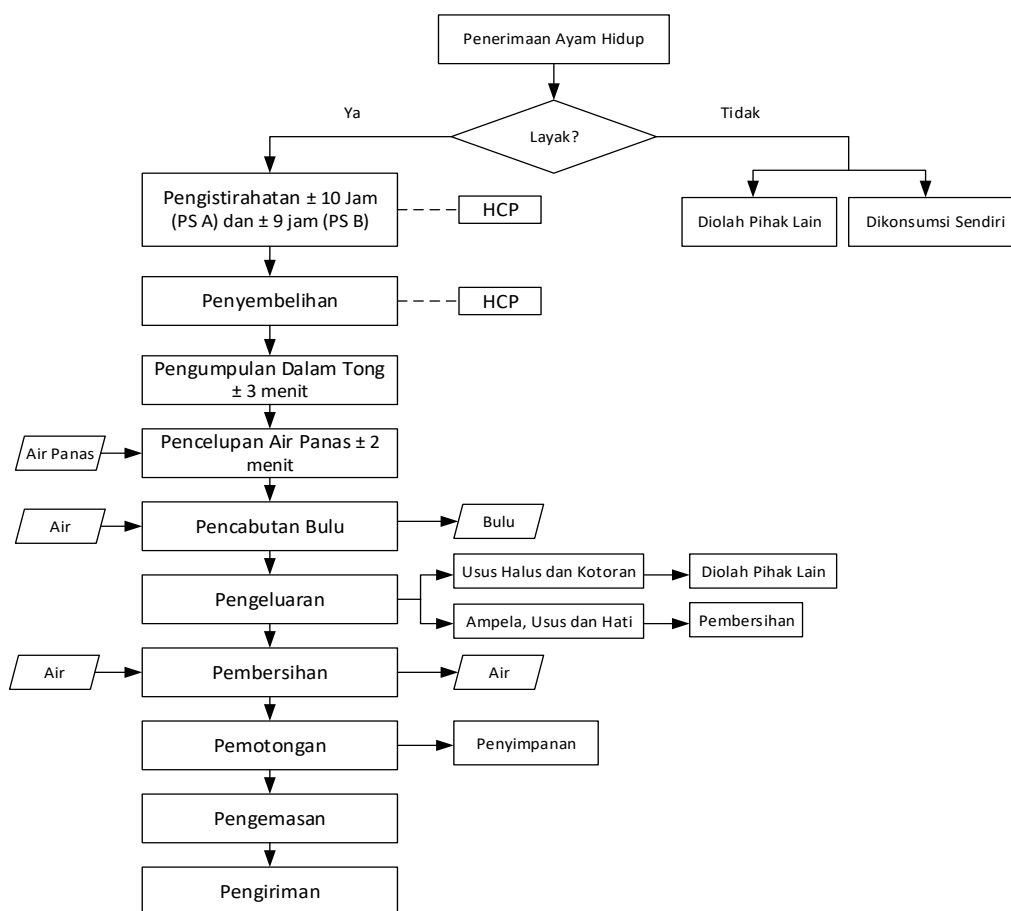 Penerimaan Ayam Hidup
Ya
Tidak
Layak?
Pengistirahatan ± 10 Jam
(PS A) dan ± 9 jam (PS B)
HCP
Diolah Pihak Lain
Dikonsumsi Sendiri
Penyembelihan
HCP
Pengumpulan Dalam Tong
± 3 menit
Air Panas
Pencelupan Air Panas ± 2
menit
Air
Pencabutan Bulu
Bulu
Pengeluaran
Usus Halus dan Kotoran
Diolah Pihak Lain
Ampela, Usus dan Hati
Pembersihan
Air
Pembersihan
Air
Pemotongan
Penyimpanan
Pengemasan
Pengiriman